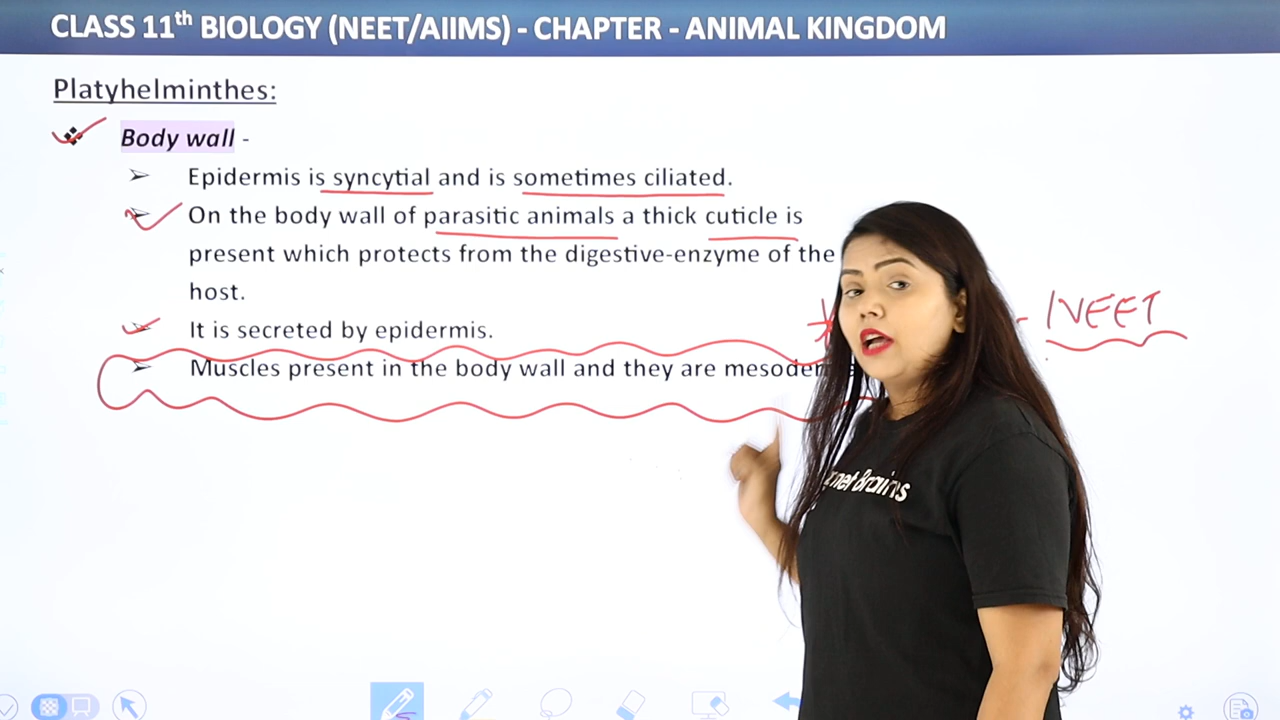 CLASS 11th BIOLOGY (NEET/AIIMS) - CHAPTER - ANIMAL KINGDOM
Platyhelminthes:
❖ Body wall -
➢ Epidermis is syncytial and is sometimes ciliated.
➢ On the body wall of parasitic animals a thick cuticle is
present which protects from the digestive-enzyme of the
host.
➢ It is secreted by epidermis.
- NEET
➢ Muscles present in the body wall and they are
Brains